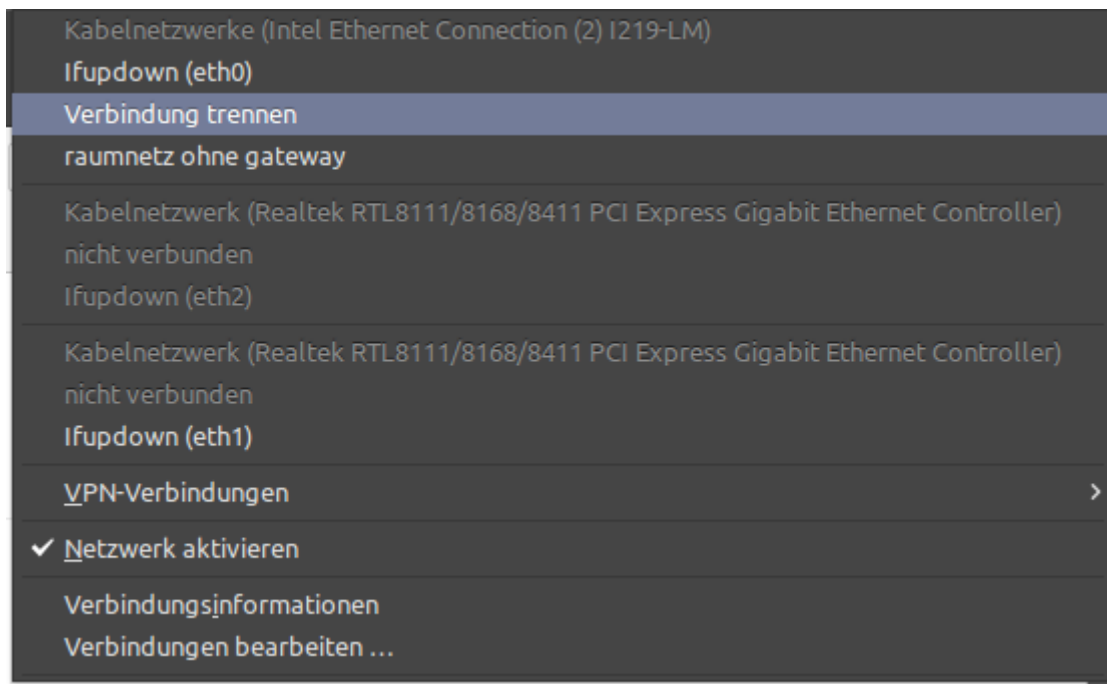 Kabelnetzwerke (Intel Ethernet Connection (2) I219-LM)
Ifupdown (eth0)
Verbindung trennen
raumnetz ohne gateway
Kabelnetzwerk (Realtek RTL8111/8168/8411 PCI Express Gigabit Ethernet Controller)
nicht verbunden
Ifupdown (eth2)
Kabelnetzwerk (Realtek RTL8111/8168/8411 PCI Express Gigabit Ethernet Controller)
nicht verbunden
Ifupdown (eth1)
VPN-Verbindungen
Netzwerk aktivieren
Verbindungsinformationen
Verbindungen bearbeiten …